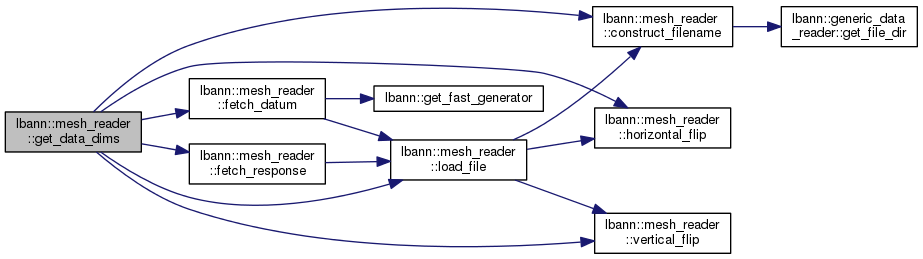 lbann::mesh_reader
::get_data_dims
lbann::mesh_reader
::fetch_datum
lbann::mesh_reader
::fetch_response
lbann::get_fast_generator
lbann::mesh_reader
::load_file
lbann::mesh_reader
::construct_filename
lbann::mesh_reader
::horizontal_flip
lbann::mesh_reader
::vertical_flip
lbann::generic_data
_reader::get_file_dir